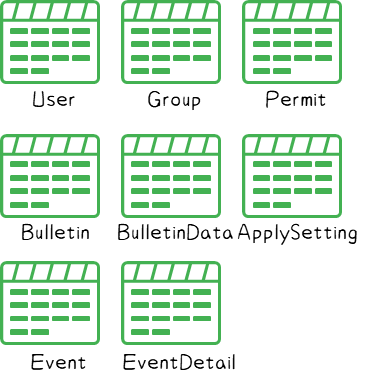 User Group Permit
Bulletin BulletinData ApplySetting
Event EventDetail